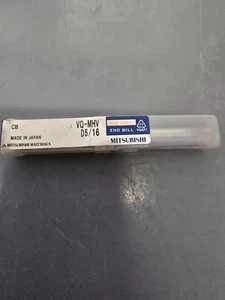 CB
MADE IN JAPAN
MITSUBISHI MATERIALS
VQ-MHV
D5/16
END MILL
MITSUBISHI